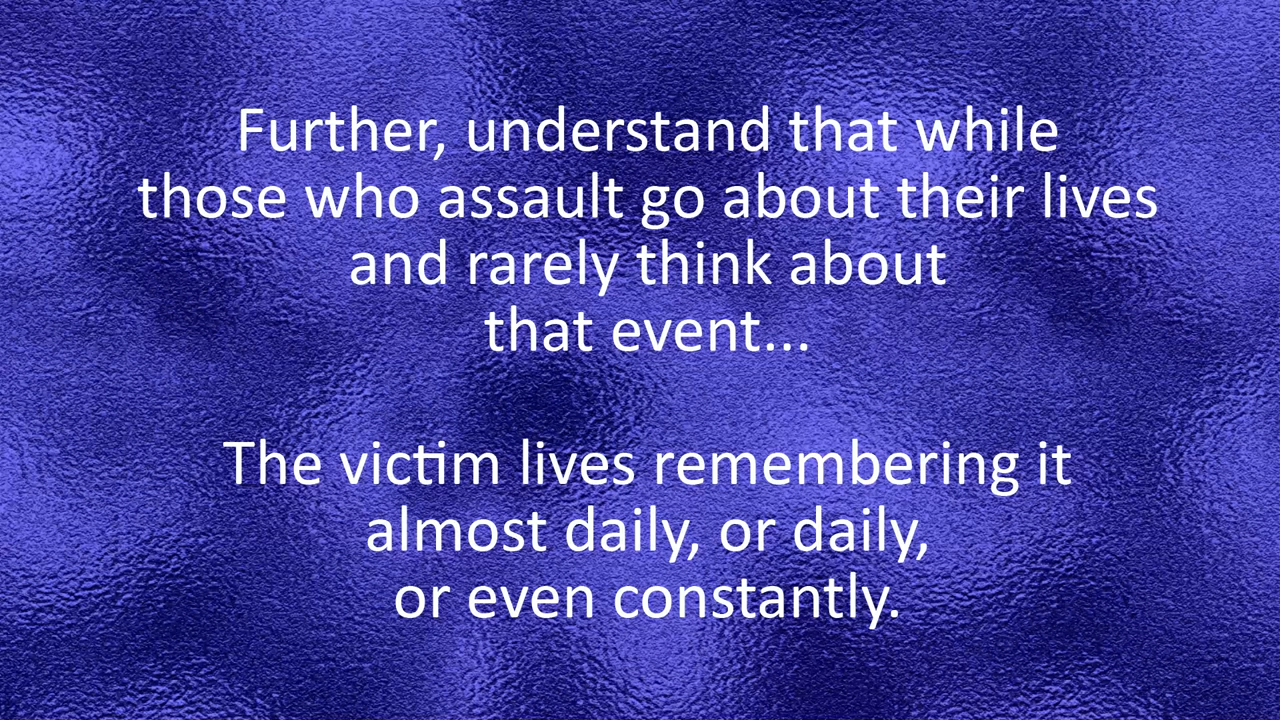 Further, understand that while
those who assault go about their lives
and rarely think about
that event...
The victim lives remembering it
almost daily, or daily,
or even constantly.